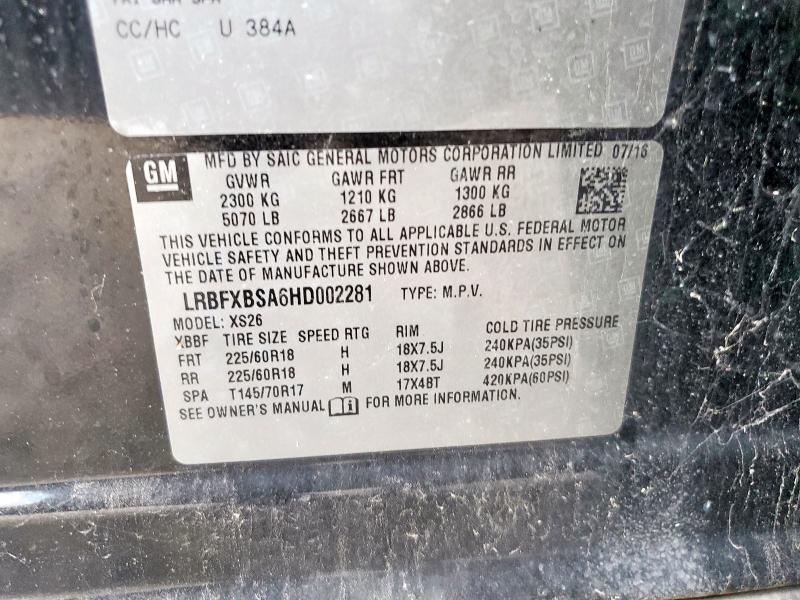 CC/HC U 384A
GM
MFD BY SAIC GENERAL MOTORS CORPORATION LIMITED 07/16
GVWR GAWR FRT GAWR RR
2300 KG 1210 KG 1300 KG
5070 LB 2667 LB 2866 LB
THIS VEHICLE CONFORMS TO ALL APPLICABLE U.S. FEDERAL MOTOR
VEHICLE SAFETY AND THEFT PREVENTION STANDARDS IN EFFECT ON
THE DATE OF MANUFACTURE SHOWN ABOVE.
LRBFXBSA6HD002281 TYPE: M.P.V.
MODEL: XS26
XBBF TIRE SIZE SPEED RTG RIM COLD TIRE PRESSURE
FRT 225/60R18 H 18X7.5J 240KPA(35PSI)
RR 225/60R18 H 18X7.5J 240KPA(35PSI)
SPA T145/70R17 M 17X4BT 420KPA(60PSI)
SEE OWNER'S MANUAL FOR MORE INFORMATION.